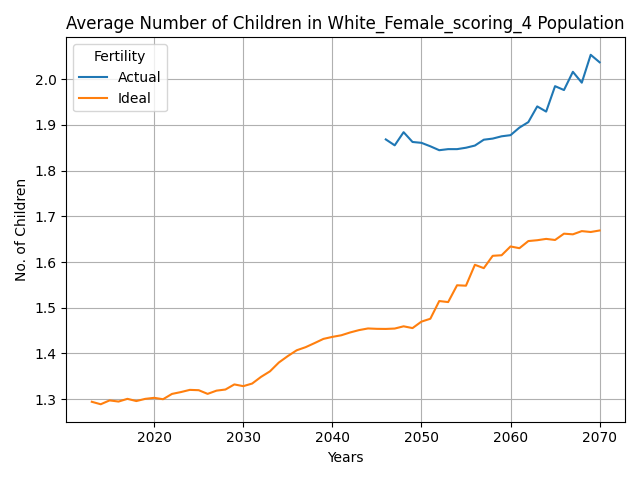 Average Number of Children in White_Female_scoring_4 Population
Fertility
Actual
Ideal
No. of Children
2.0
1.9
1.8
1.7
1.6
1.5
1.4
1.3
2020 2030 2040 2050 2060 2070
Years